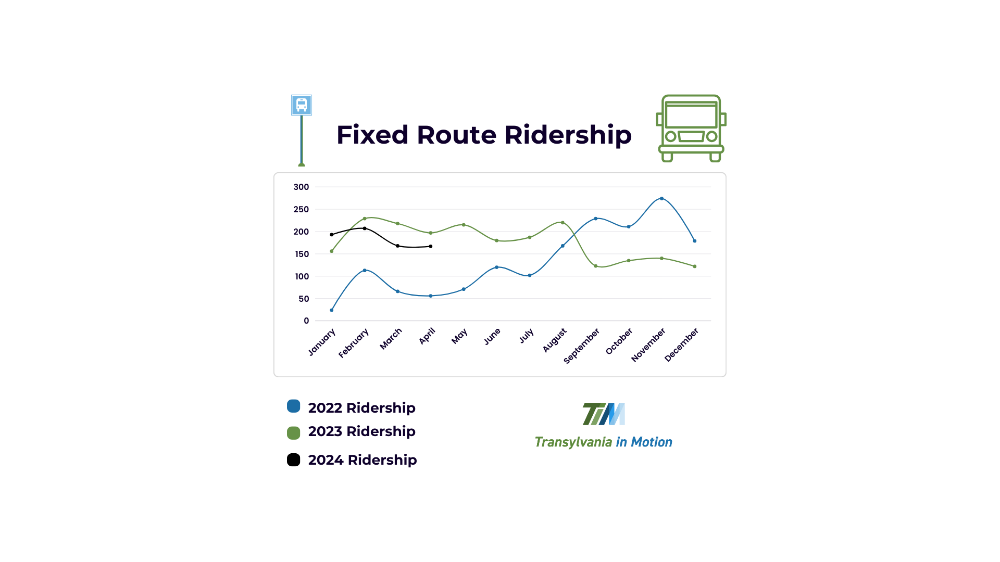 Fixed Route Ridership
300
250
200
150
100
50
0
January
February
March
April
May
June
July
August
September
October
November
December
2022 Ridership
2023 Ridership
2024 Ridership
TiM
Transylvania in Motion